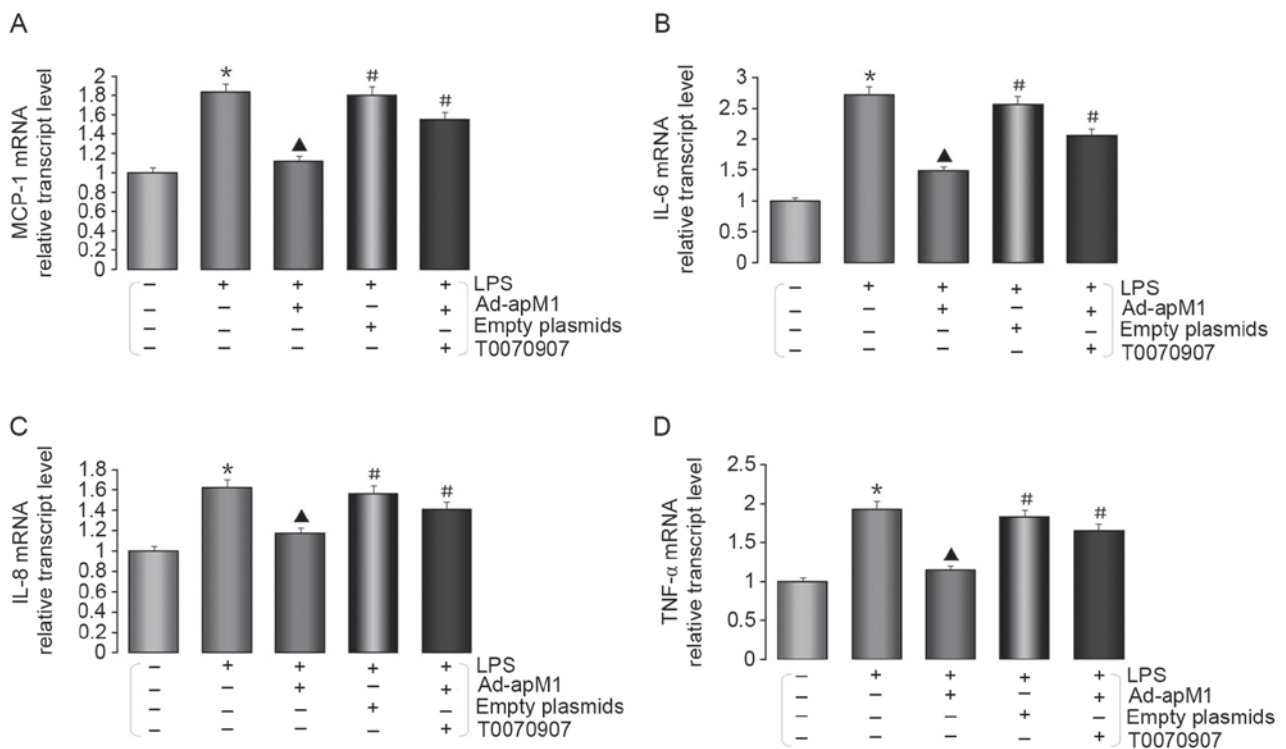 A
MCP-1 mRNA
relative transcript level
2
1.8
1.6
1.4
1.2
1
0.8
0.6
0.4
0.2
0
* ▲ # #
– + + + + LPS
– – + – + Ad-apM1
– – – + – Empty plasmids
– – – – + T0070907
B
IL-6 mRNA
relative transcript level
3
2.5
2
1.5
1
0.5
0
* ▲ # #
– + + + + LPS
– – + – + Ad-apM1
– – – + – Empty plasmids
– – – – + T0070907
C
IL-8 mRNA
relative transcript level
1.8
1.6
1.4
1.2
1
0.8
0.6
0.4
0.2
0
* ▲ # #
– + + + + LPS
– – + – + Ad-apM1
– – – + – Empty plasmids
– – – – + T0070907
D
TNF-α mRNA
relative transcript level
2.5
2
1.5
1
0.5
0
* ▲ # #
– + + + + LPS
– – + – + Ad-apM1
– – – + – Empty plasmids
– – – – + T0070907